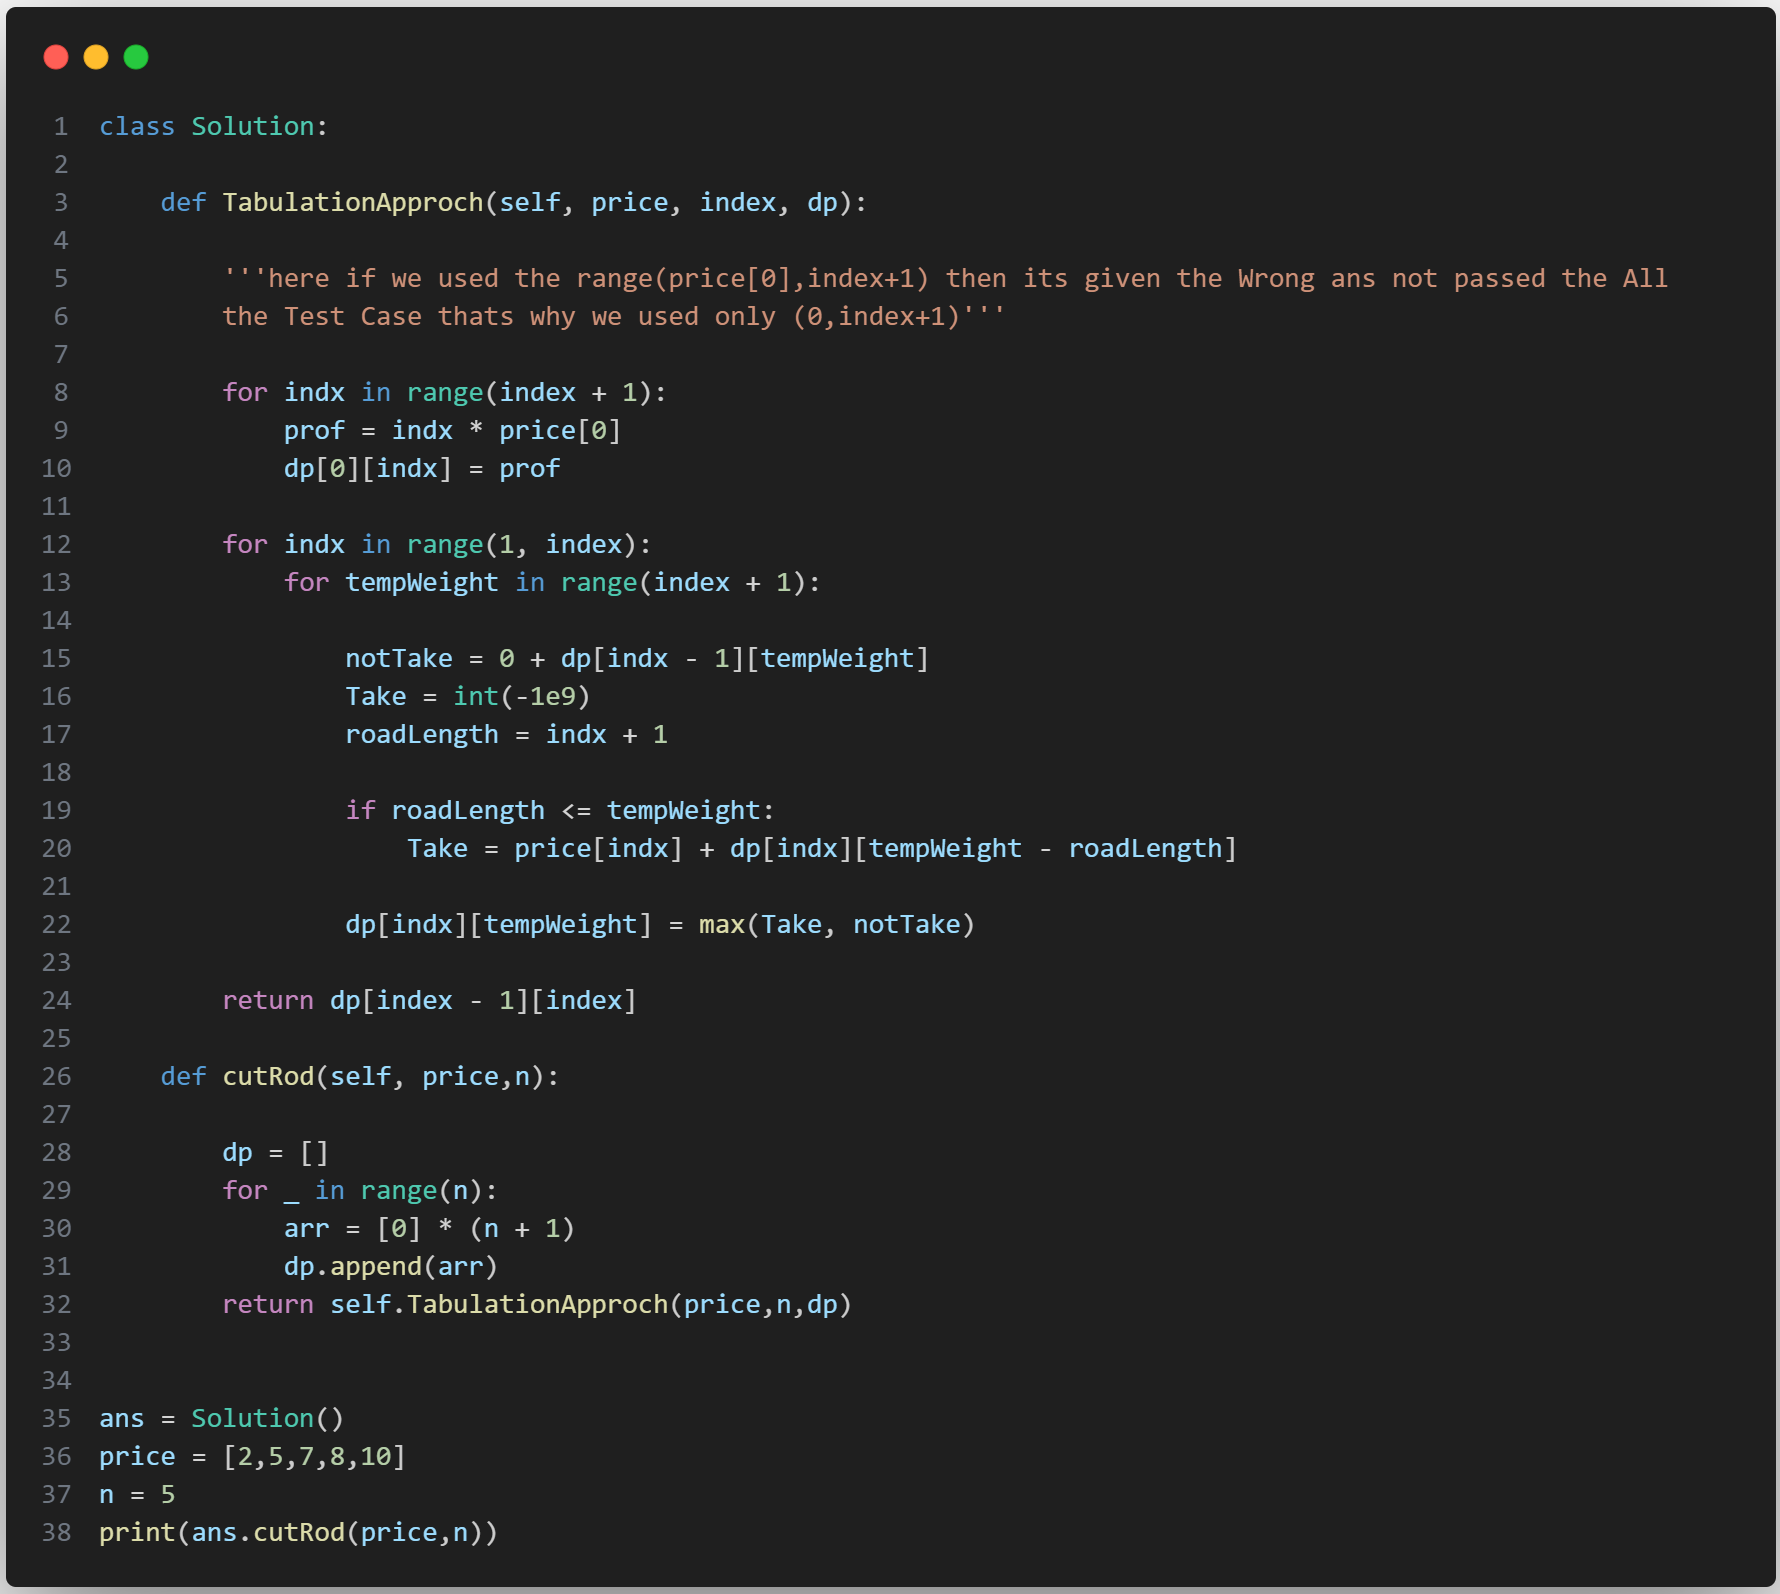 1 class Solution:
2
3     def TabulationApproch(self, price, index, dp):
4
5         '''here if we used the range(price[0],index+1) then its given the Wrong ans not passed the All
6         the Test Case thats why we used only (0,index+1)'''
7
8         for indx in range(index + 1):
9             prof = indx * price[0]
10             dp[0][indx] = prof
11
12         for indx in range(1, index):
13             for tempWeight in range(index + 1):
14
15                 notTake = 0 + dp[indx - 1][tempWeight]
16                 Take = int(-1e9)
17                 roadLength = indx + 1
18
19                 if roadLength <= tempWeight:
20                     Take = price[indx] + dp[indx][tempWeight - roadLength]
21
22                 dp[indx][tempWeight] = max(Take, notTake)
23
24         return dp[index - 1][index]
25
26     def cutRod(self, price,n):
27
28         dp = []
29         for _ in range(n):
30             arr = [0] * (n + 1)
31             dp.append(arr)
32         return self.TabulationApproch(price,n,dp)
33
34
35 ans = Solution()
36 price = [2,5,7,8,10]
37 n = 5
38 print(ans.cutRod(price,n))